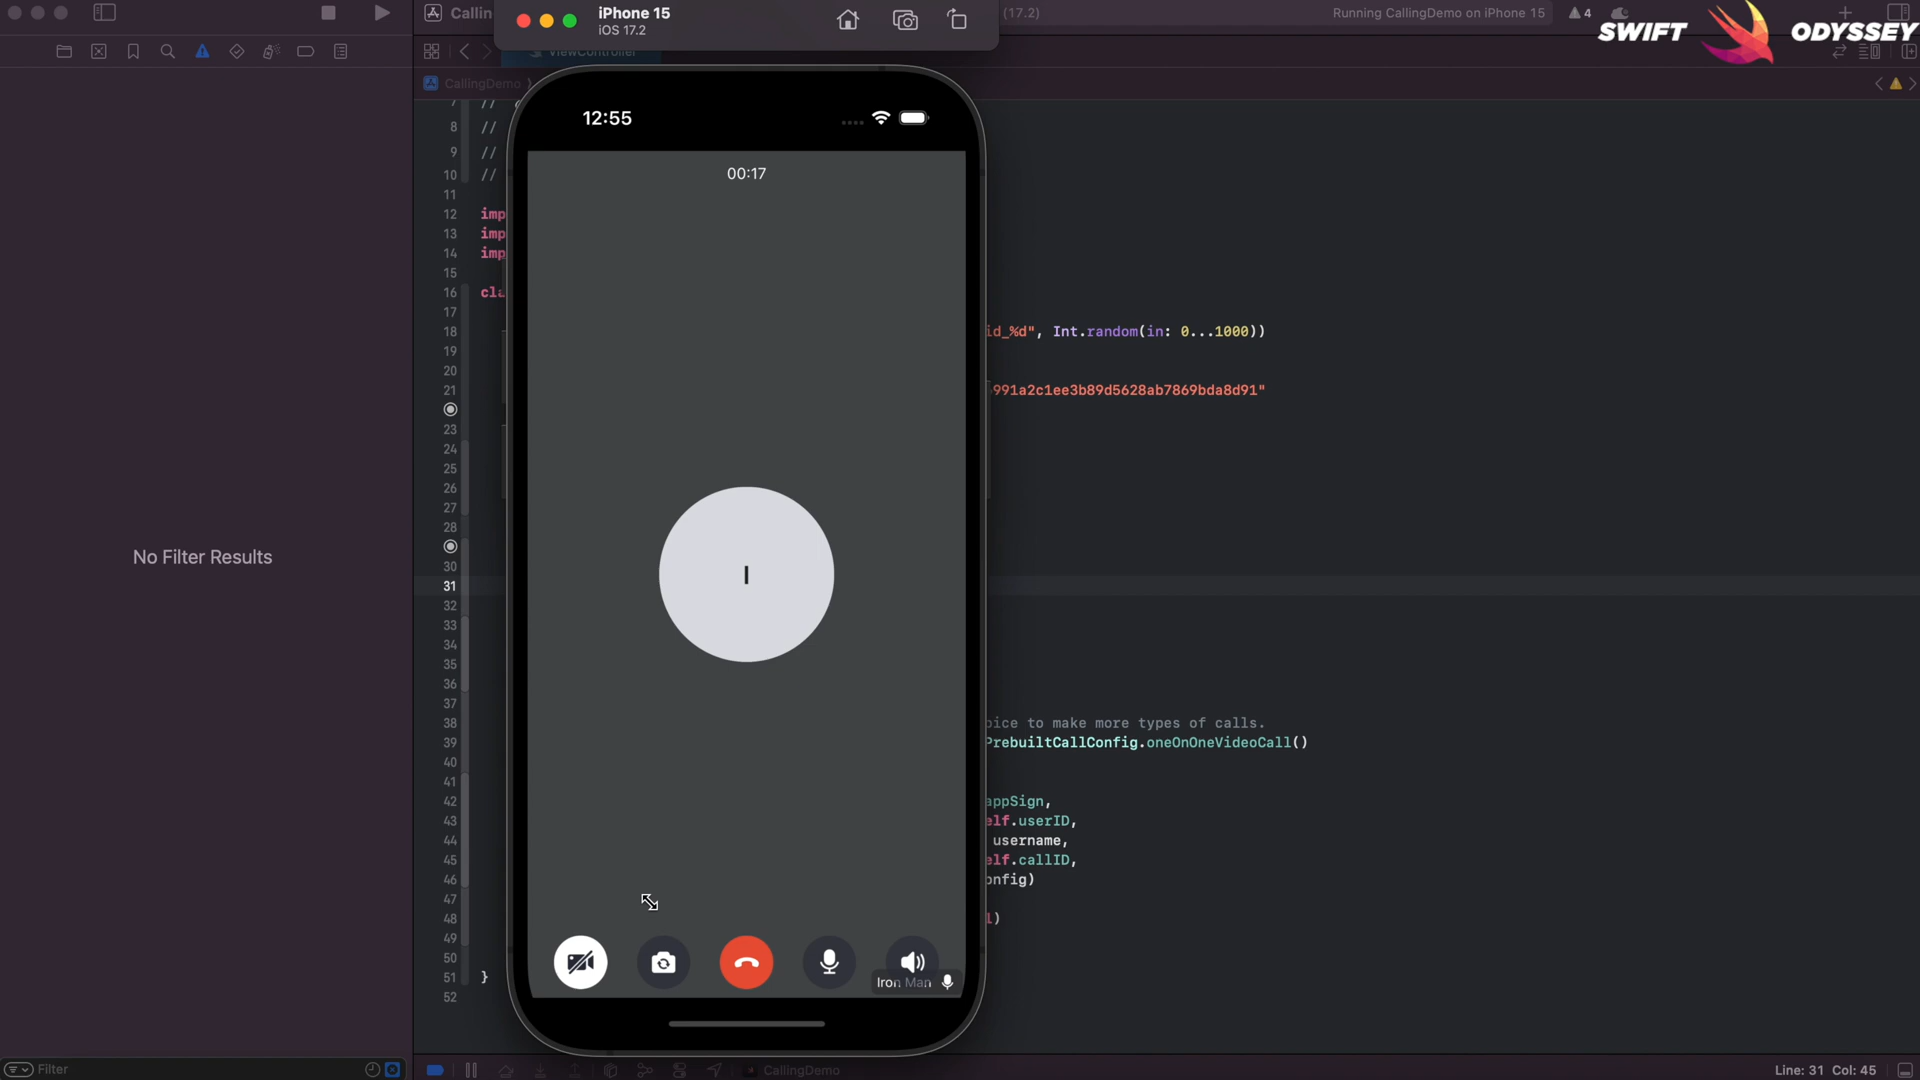 iPhone 15
iOS 17.2
(17.2)
Running CallingDemo on iPhone 15
4
SWIFT ODYSSEY
ViewController
CallingDemo
12:55
00:17
7 //
8 //
9 //
10 //
11
12 imp
13 imp
14 imp
15
16 cla
17
18 id_%d", Int.random(in: 0...1000))
19
20
21 991a2c1ee3b89d5628ab7869bda8d91"
23
24
25
26
27
28
30
31
32
33
34
35
36
37
38 oice to make more types of calls.
39 PrebuiltCallConfig.oneOnOneVideoCall()
40
41
42 appSign,
43 elf.userID,
44 username,
45 elf.callID,
46 onfig)
47
48 l)
49
50
51 }
52
No Filter Results
I
Iron Man
Filter
CallingDemo
Line: 31 Col: 45